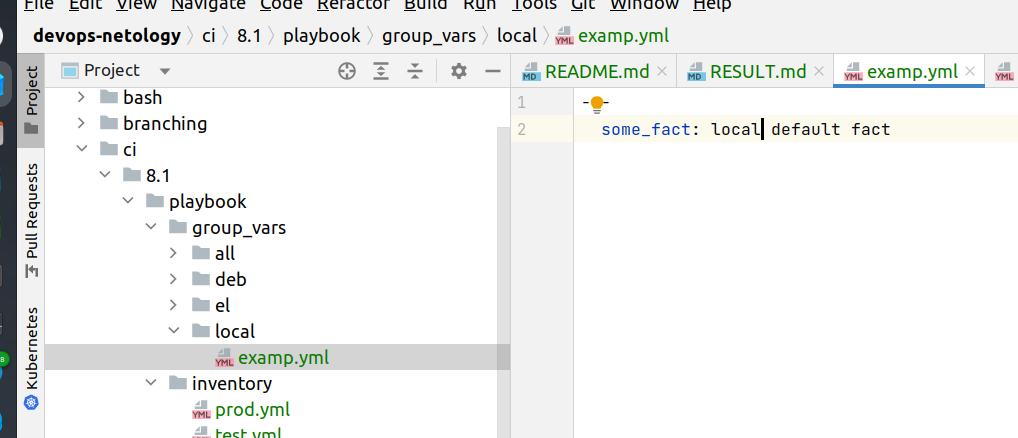 File Edit View Navigate Code Refactor Build Run Tools Git Window Help
devops-netology ci 8.1 playbook group_vars local examp.yml
Project
README.md RESULT.md examp.yml
Project
Pull Requests
Kubernetes
bash
branching
ci
8.1
playbook
group_vars
all
deb
el
local
examp.yml
inventory
prod.yml
test.yml
1 ---
2 some_fact: local default fact